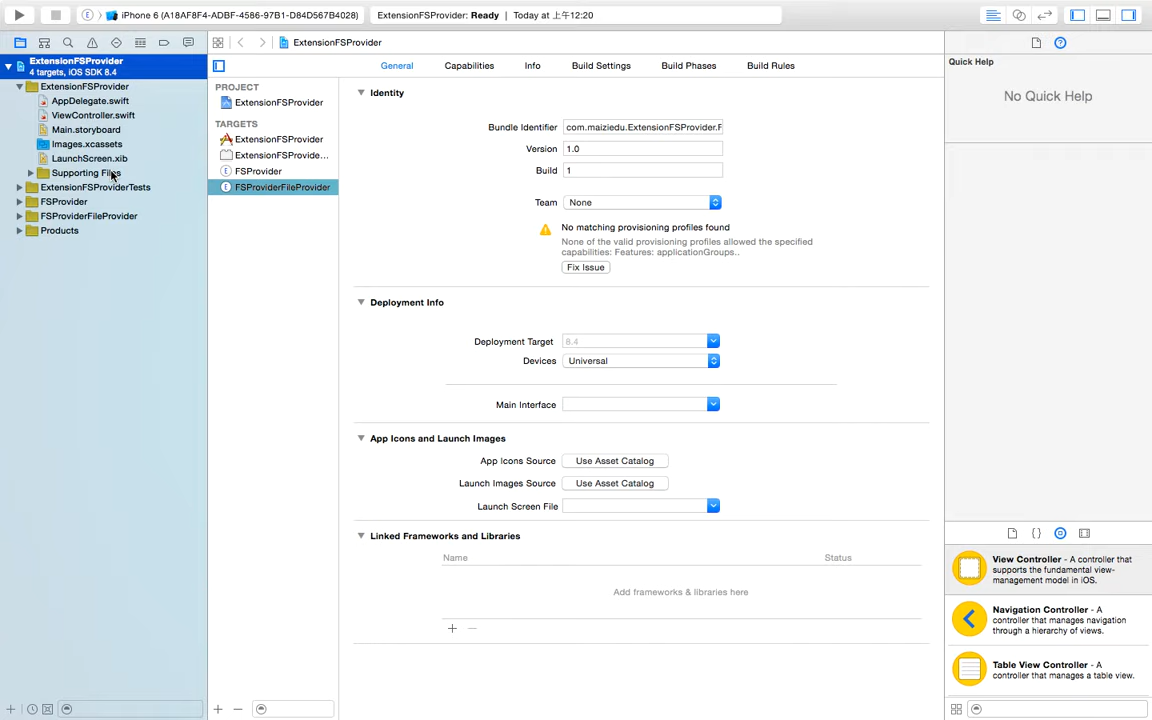 iPhone 6 (A18AF8F4-ADBF-4586-97B1-D84D567B4028)
ExtensionFSProvider: Ready | Today at 上午12:20
ExtensionFSProvider
ExtensionFSProvider
4 targets, iOS SDK 8.4
ExtensionFSProvider
AppDelegate.swift
ViewController.swift
Main.storyboard
Images.xcassets
LaunchScreen.xib
Supporting Files
ExtensionFSProviderTests
FSProvider
FSProviderFileProvider
Products
General
Capabilities
Info
Build Settings
Build Phases
Build Rules
PROJECT
ExtensionFSProvider
TARGETS
ExtensionFSProvider
ExtensionFSProvide...
FSProvider
FSProviderFileProvider
Identity
Bundle Identifier com.maiziedu.ExtensionFSProvider.F
Version 1.0
Build 1
Team None
No matching provisioning profiles found
None of the valid provisioning profiles allowed the specified
capabilities: Features: applicationGroups..
Fix Issue
Deployment Info
Deployment Target 8.4
Devices Universal
Main Interface
App Icons and Launch Images
App Icons Source Use Asset Catalog
Launch Images Source Use Asset Catalog
Launch Screen File
Linked Frameworks and Libraries
Name Status
Add frameworks & libraries here
Quick Help
No Quick Help
View Controller - A controller that
supports the fundamental view-
management model in iOS.
Navigation Controller - A
controller that manages navigation
through a hierarchy of views.
Table View Controller - A
controller that manages a table view.